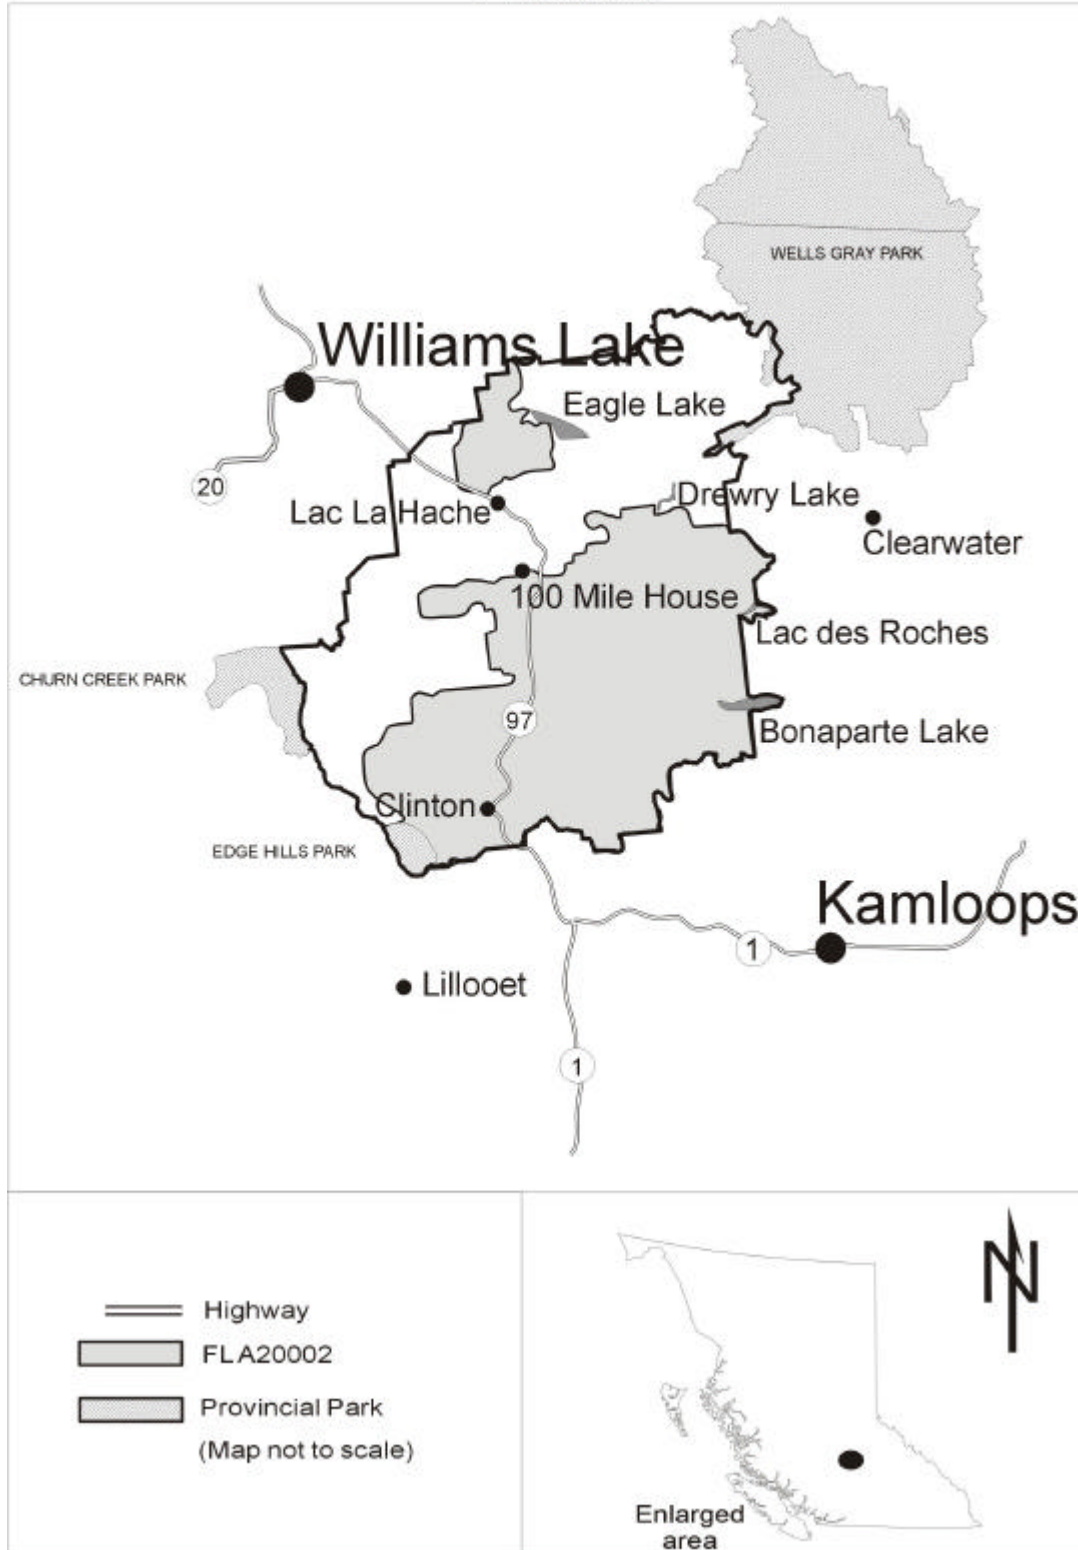 WELLS GRAY PARK
Williams Lake
Eagle Lake
20
Drewry Lake
Lac La Hache
Clearwater
100 Mile House
Lac des Roches
CHURN CREEK PARK
97
Bonaparte Lake
Clinton
EDGE HILLS PARK
Kamloops
1
Lillooet
1
Highway
FLA20002
Provincial Park
(Map not to scale)
N
Enlarged
area